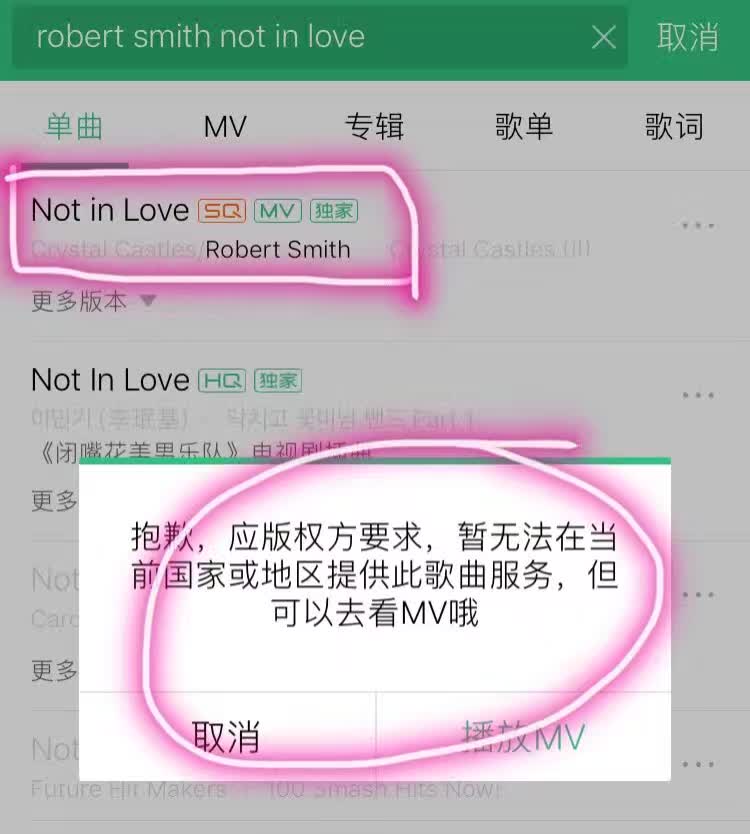 robert smith not in love
取消
单曲 MV 专辑 歌单 歌词
Not in Love SQ MV 独家
Crystal Castles/Robert Smith Crystal Castles (II)
更多版本
Not In Love HQ 独家
이민기 (李珉基) · 닥치고 꽃미남 밴드 Part 1
《闭嘴花美男乐队》电视剧插曲
更多
抱歉，应版权方要求，暂无法在当
前国家或地区提供此歌曲服务，但
可以去看MV哦
Not
Caro
更多
取消 播放MV
Not
Future Hit Makers · 100 Smash Hits Now!